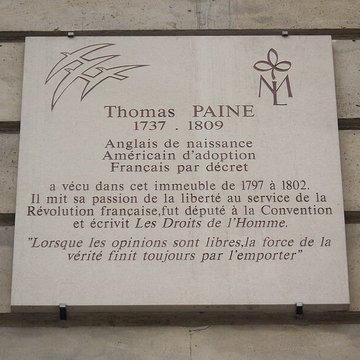 NLM
Thomas PAINE
1737 . 1809
Anglais de naissance
Américain d'adoption
Français par décret
a vécu dans cet immeuble de 1797 à 1802.
Il mit sa passion de la liberté au service de la
Révolution française,fut député à la Convention
et écrivit Les Droits de l'Homme.
"Lorsque les opinions sont libres,la force de la
vérité finit toujours par l'emporter"